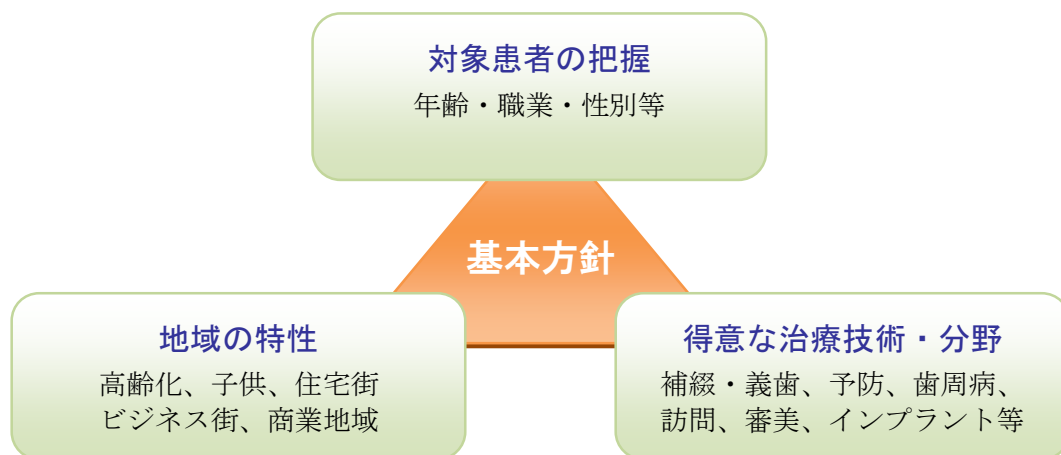 対象患者の把握
年齢・職業・性別等
基本方針
地域の特性
高齢化、子供、住宅街
ビジネス街、商業地域
得意な治療技術・分野
補綴・義歯、予防、歯周病、
訪問、審美、インプラント等